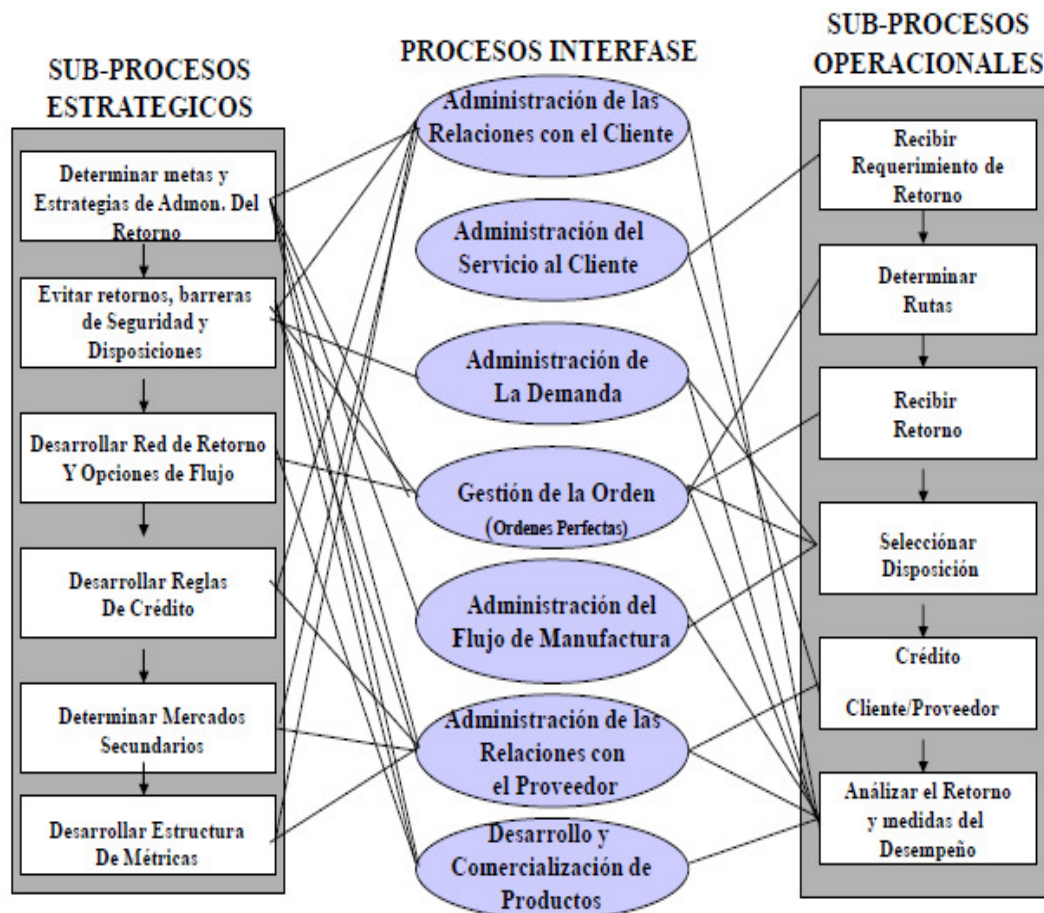 SUB-PROCESOS
ESTRATEGICOS
Determinar metas y
Estrategias de Admon. Del
Retorno
Evitar retornos, barreras
de Seguridad y
Disposiciones
Desarrollar Red de Retorno
Y Opciones de Flujo
Desarrollar Reglas
De Crédito
Determinar Mercados
Secundarios
Desarrollar Estructura
De Métricas
PROCESOS INTERFASE
Administración de las
Relaciones con el Cliente
Administración del
Servicio al Cliente
Administración de
La Demanda
Gestión de la Orden
(Ordenes Perfectas)
Administración del
Flujo de Manufactura
Administración de las
Relaciones con
el Proveedor
Desarrollo y
Comercialización de
Productos
SUB-PROCESOS
OPERACIONALES
Recibir
Requerimiento de
Retorno
Determinar
Rutas
Recibir
Retorno
Selecciónar
Disposición
Crédito
Cliente/Proveedor
Análizar el Retorno
y medidas del
Desempeño